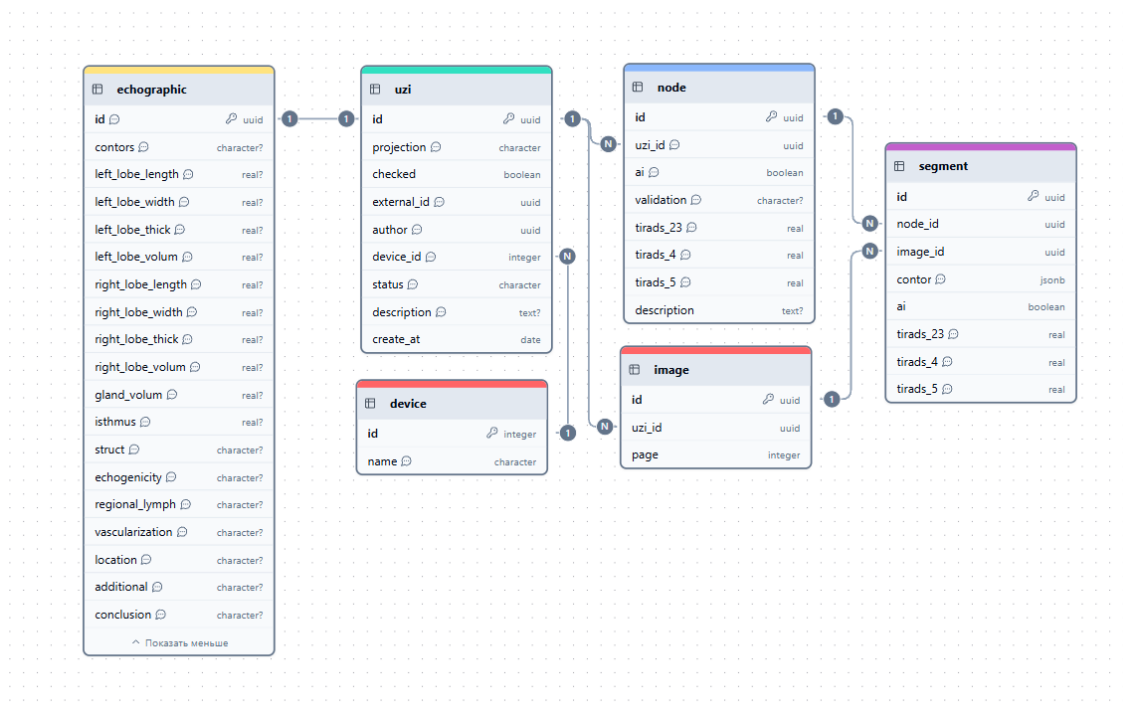 echographic
id uuid
contors character?
left_lobe_length real?
left_lobe_width real?
left_lobe_thick real?
left_lobe_volum real?
right_lobe_length real?
right_lobe_width real?
right_lobe_thick real?
right_lobe_volum real?
gland_volum real?
isthmus real?
struct character?
echogenicity character?
regional_lymph character?
vascularization character?
location character?
additional character?
conclusion character?
Показать меньше
1
1
uzi
id uuid
projection character
checked boolean
external_id uuid
author uuid
device_id integer
status character
description text?
create_at date
1
N
N
1
N
device
id integer
name character
node
id uuid
uzi_id uuid
ai boolean
validation character?
tirads_23 real
tirads_4 real
tirads_5 real
description text?
image
id uuid
uzi_id uuid
page integer
1
N
N
1
segment
id uuid
node_id uuid
image_id uuid
contor jsonb
ai boolean
tirads_23 real
tirads_4 real
tirads_5 real